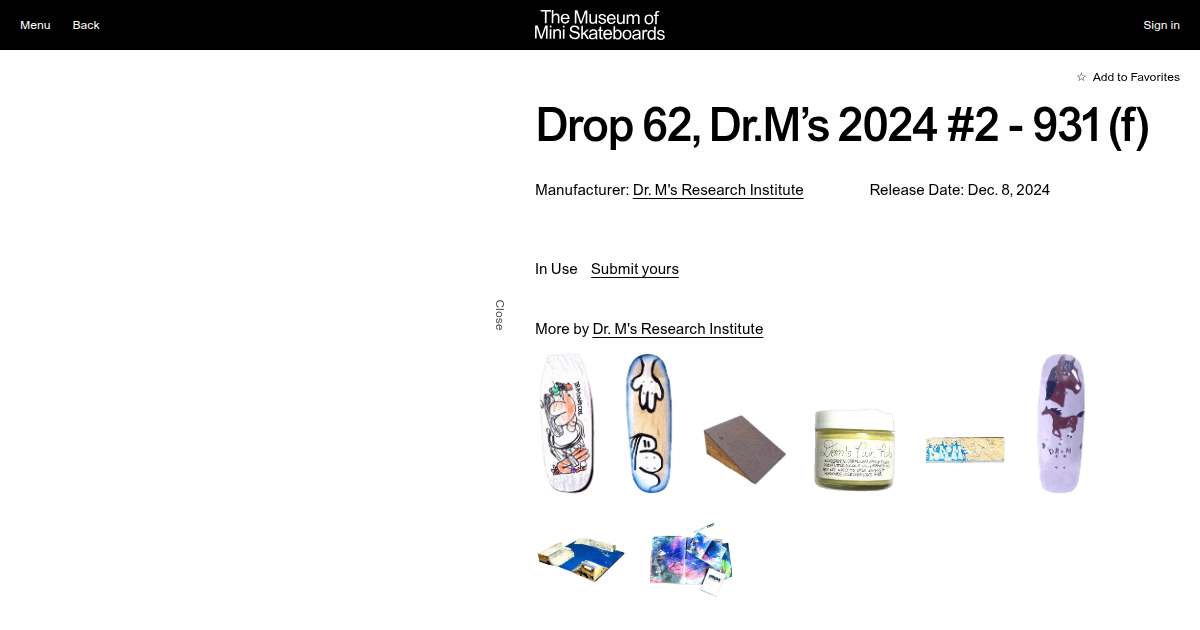 Menu
Back
The Museum of
Mini Skateboards
Sign in
☆ Add to Favorites
Drop 62, Dr.M’s 2024 #2 - 931 (f)
Manufacturer: Dr. M's Research Institute
Release Date: Dec. 8, 2024
In Use
Submit yours
Close
More by Dr. M's Research Institute
DR M